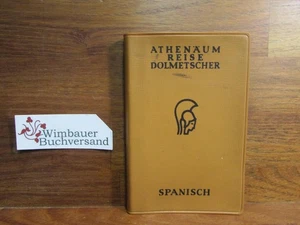 ATHENÄUM
REISE
DOLMETSCHER
SPANISCH
Wimbauer
Buchversand